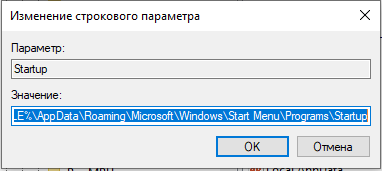 Изменение строкового параметра
Параметр:
Startup
Значение:
LE%\AppData\Roaming\Microsoft\Windows\Start Menu\Programs\Startup
OK
Отмена